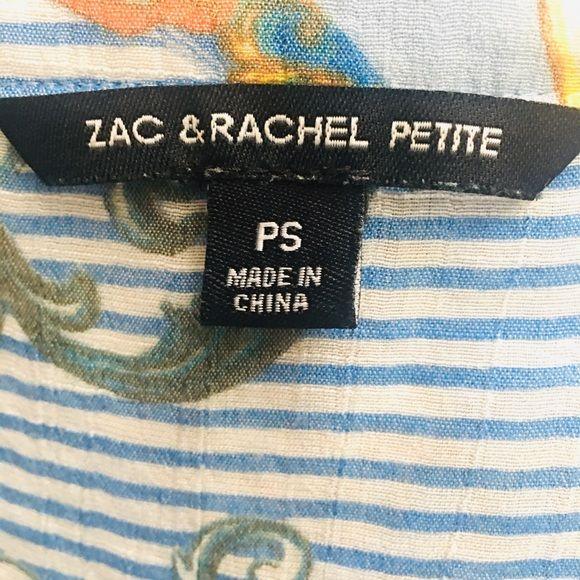 ZAC & RACHEL PETITE
PS
MADE IN
CHINA